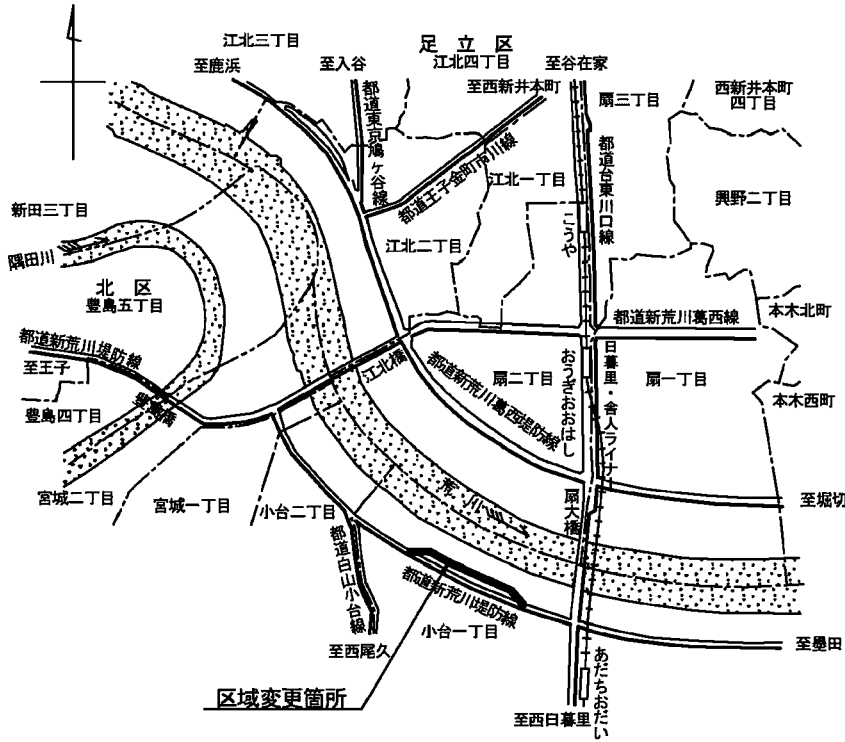 江北三丁目
足立区
至鹿浜
至入谷
江北四丁目
至谷在家
至西新井本町
扇三丁目
西新井本町
四丁目
都道東京鳩ヶ谷線
都道王子金町市川線
都道台東川口線
江北一丁目
興野二丁目
新田三丁目
こうや
隅田川
江北二丁目
北区
豊島五丁目
本木北町
都道新荒川葛西線
都道新荒川堤防線
至王子
江北橋
都道新荒川葛西堤防線
扇二丁目
おうぎおおはし
日暮里・舎人ライナー
扇一丁目
豊島橋
豊島四丁目
本木西町
宮城二丁目
宮城一丁目
小台二丁目
荒川
扇大橋
至堀切
都道白山小台線
都道新荒川堤防線
小台一丁目
至西尾久
至墨田
あだちおだい
区域変更箇所
至西日暮里